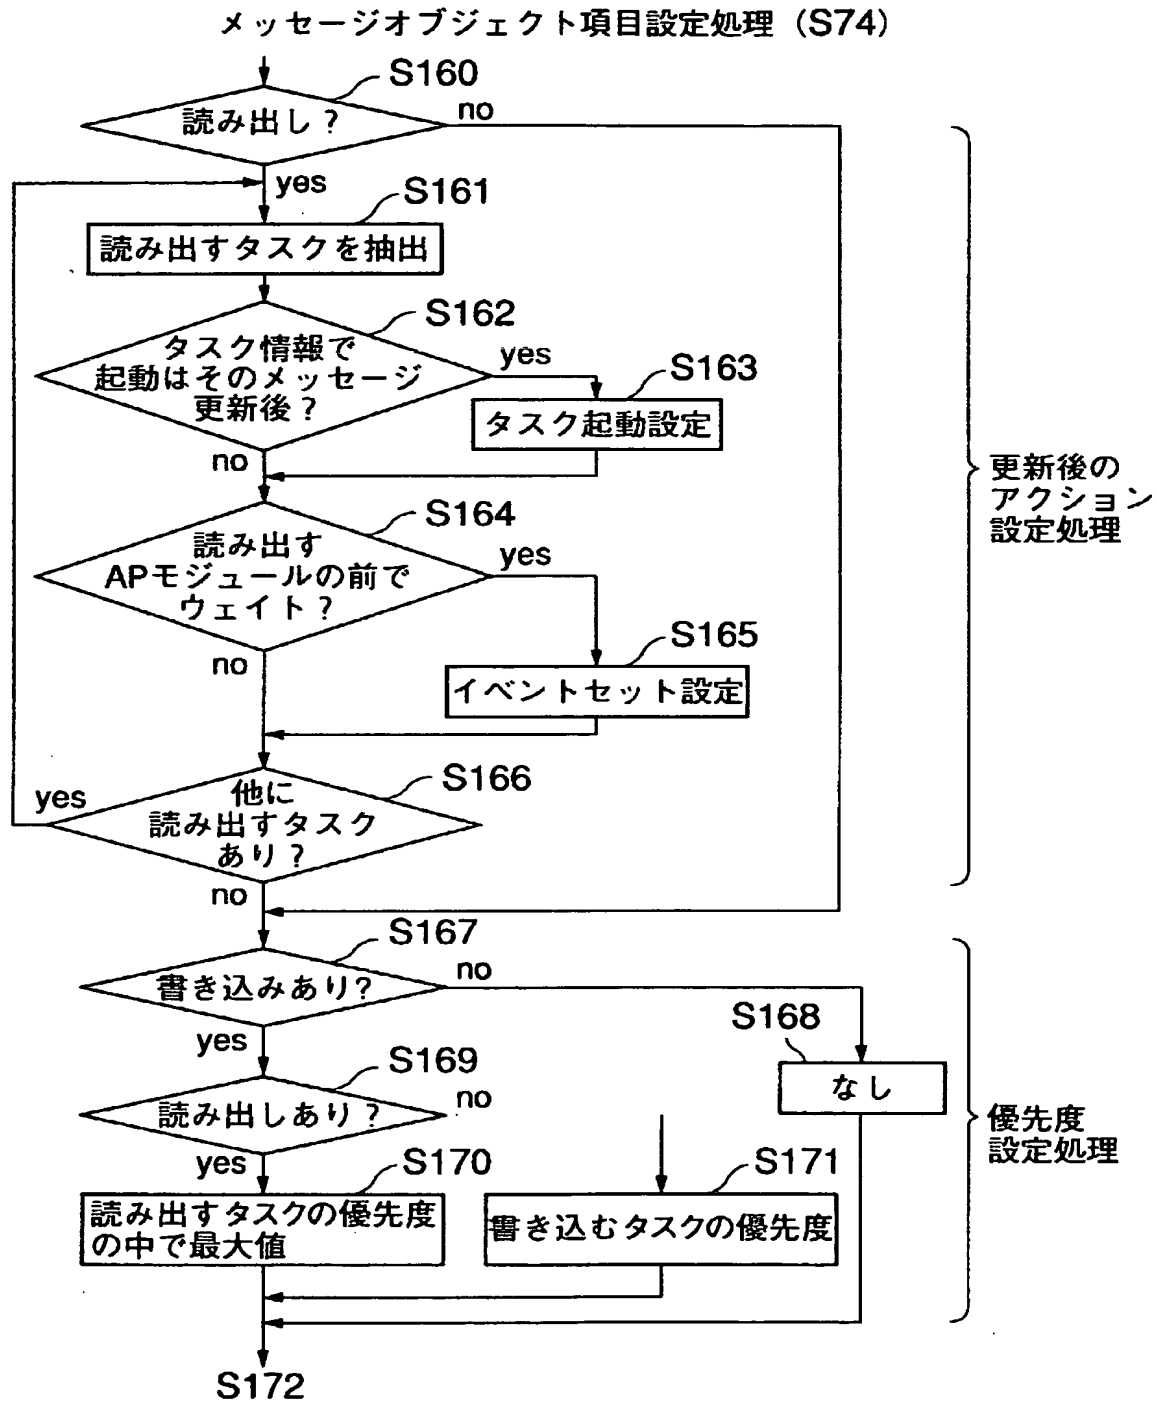 メッセージオブジェクト項目設定処理（S74）
S160
読み出し？
no
yes
S161
読み出すタスクを抽出
S162
タスク情報で
起動はそのメッセージ
更新後？
yes
S163
タスク起動設定
no
S164
読み出す
APモジュールの前で
ウェイト？
yes
S165
イベントセット設定
no
S166
他に
読み出すタスク
あり？
yes
no
更新後の
アクション
設定処理
S167
書き込みあり?
no
S168
なし
yes
S169
読み出しあり？
no
yes
S170
読み出すタスクの優先度
の中で最大値
S171
書き込むタスクの優先度
優先度
設定処理
S172